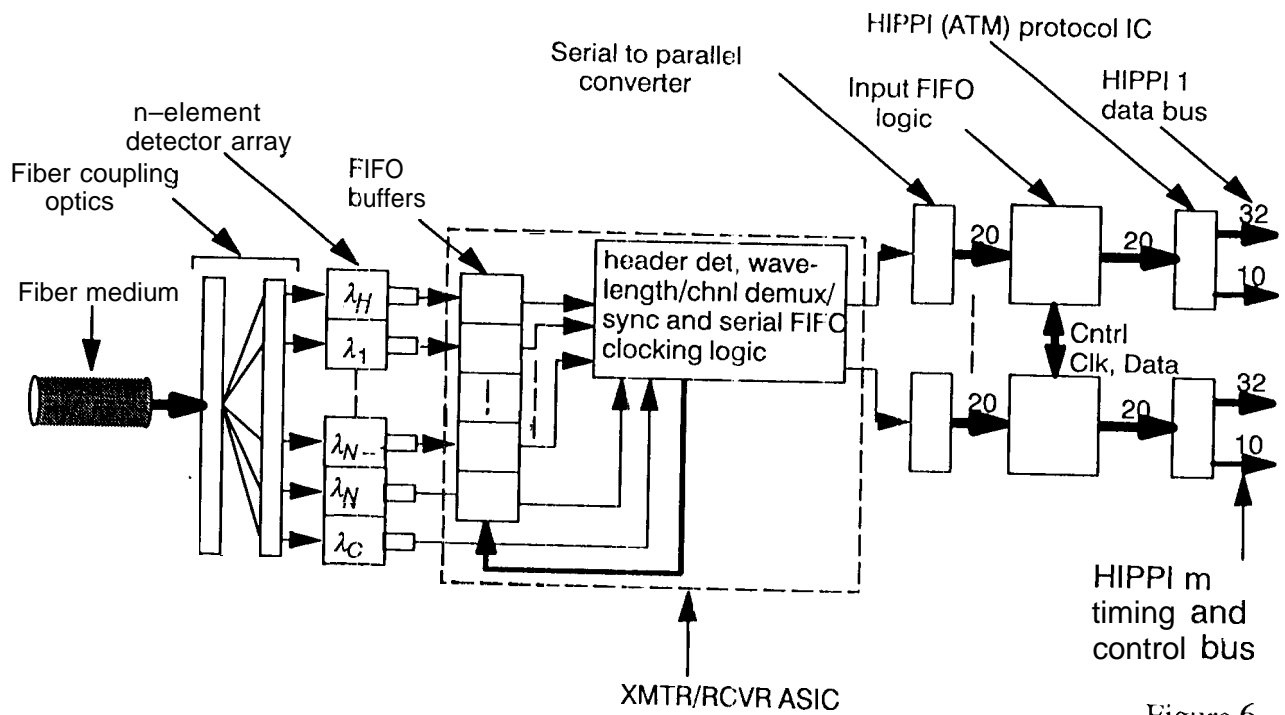 HIPPI (ATM) protocol IC
Serial to parallel
converter
HIPPI 1
data bus
Input FIFO
logic
n–element
detector array
FIFO
buffers
Fiber coupling
optics
Fiber medium
λH
λ1
λN--
λN
λC
header det, wave-
length/chnl demux/
sync and serial FIFO
clocking logic
20
20
32
10
Cntrl
Clk, Data
20
20
32
10
HIPPI m
timing and
control bus
XMTR/RCVR ASIC
Figure 6